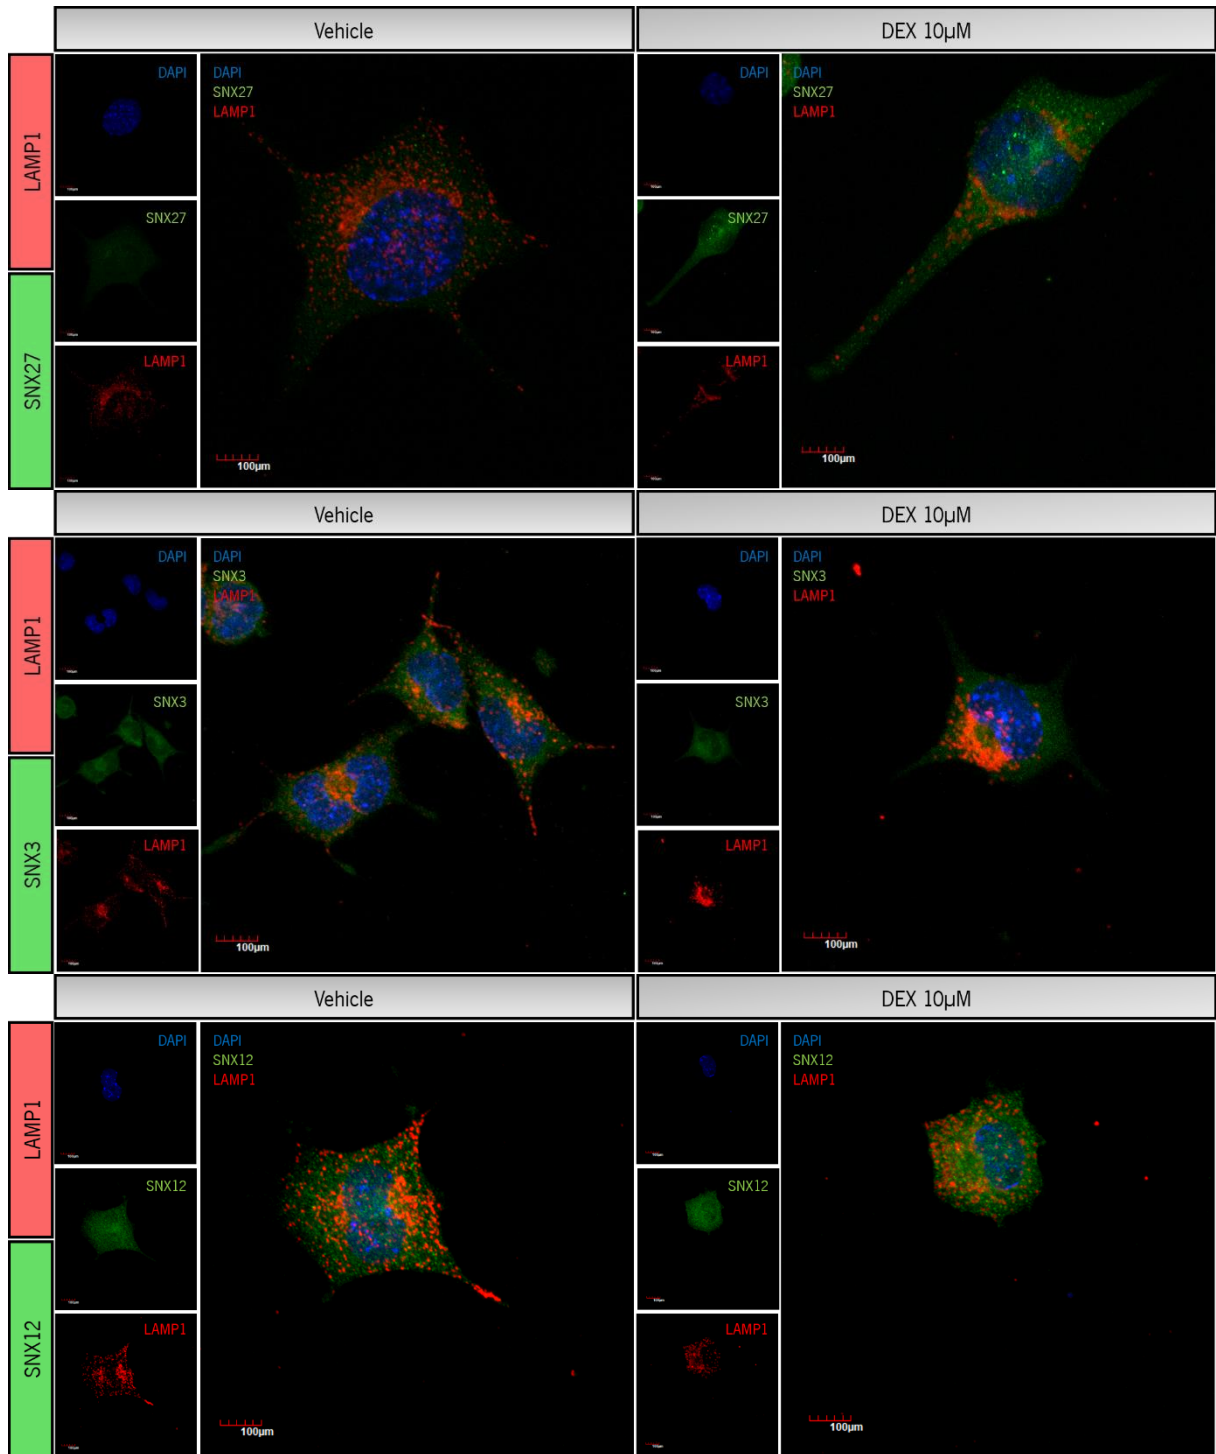 Vehicle
DEX 10µM
LAMP1
SNX27
DAPI
SNX27
LAMP1
DAPI
SNX27
LAMP1
100µm
DAPI
SNX27
LAMP1
DAPI
SNX27
LAMP1
100µm
Vehicle
DEX 10µM
LAMP1
SNX3
DAPI
SNX3
LAMP1
DAPI
SNX3
LAMP1
100µm
DAPI
SNX3
LAMP1
DAPI
SNX3
LAMP1
100µm
Vehicle
DEX 10µM
LAMP1
SNX12
DAPI
SNX12
LAMP1
DAPI
SNX12
LAMP1
100µm
DAPI
SNX12
LAMP1
DAPI
SNX12
LAMP1
100µm